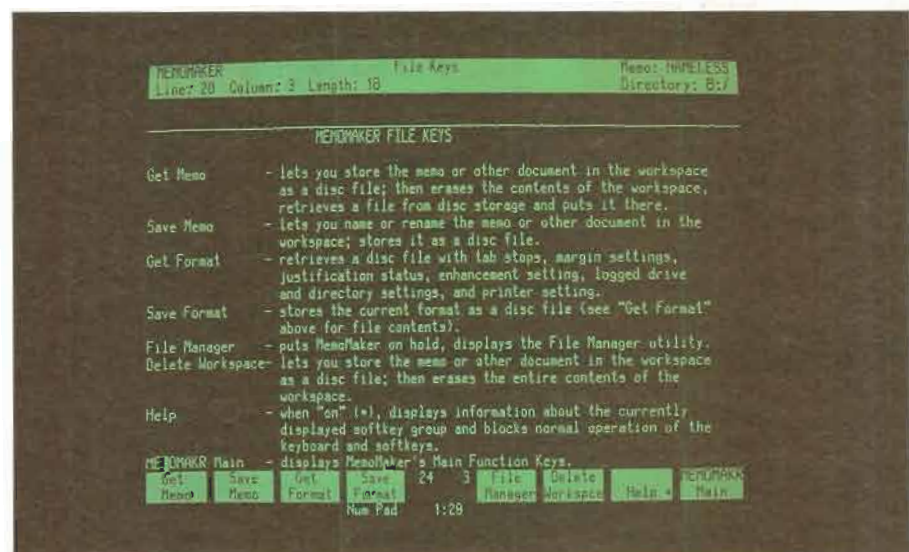 MEMOMAKER File Keys Memo: NAMELESS
Line: 20 Column: 3 Length: 18 Directory: B:/
MEMOMAKER FILE KEYS
Get Memo - lets you store the memo or other document in the workspace
as a disc file; then erases the contents of the workspace,
retrieves a file from disc storage and puts it there.
Save Memo - lets you name or rename the memo or other document in the
workspace; stores it as a disc file.
Get Format - retrieves a disc file with tab stops, margin settings,
justification status, enhancement setting, logged drive
and directory settings, and printer setting.
Save Format - stores the current format as a disc file (see "Get Format"
above for file contents).
File Manager - puts MemoMaker on hold, displays the File Manager utility.
Delete Workspace- lets you store the memo or other document in the workspace
as a disc file; then erases the entire contents of the
workspace.
Help - when "on" (*), displays information about the currently
displayed softkey group and blocks normal operation of the
keyboard and softkeys.
MEMOMAKR Main - displays MemoMaker's Main Function Keys.
Get Save Get Save 24 3 File Delete MEMOMAKR
Memo Memo Format Format Manager Workspce Help * Main
Num Pad 1:29